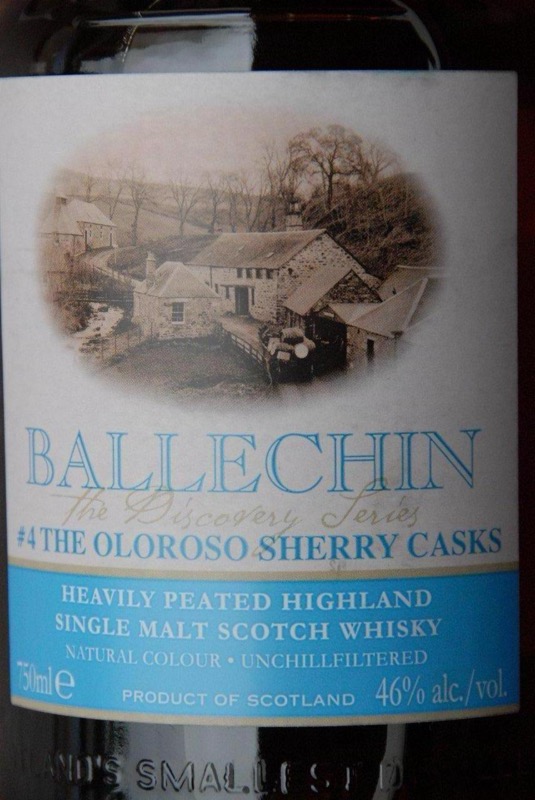 BALLECHIN
the Discovery Series
#4 THE OLOROSO SHERRY CASKS
HEAVILY PEATED HIGHLAND
SINGLE MALT SCOTCH WHISKY
NATURAL COLOUR • UNCHILLFILTERED
750ml e PRODUCT OF SCOTLAND 46% alc./vol.
SMALLEST